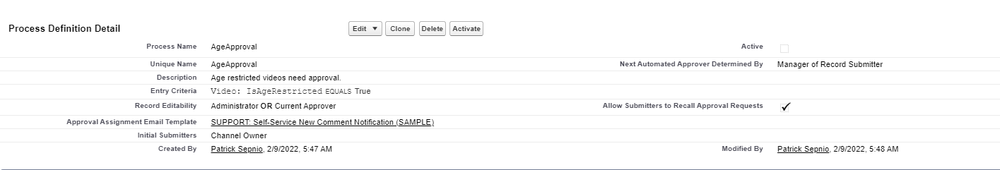 Process Definition Detail Edit ▼ Clone Delete Activate
Process Name AgeApproval Active
Unique Name AgeApproval Next Automated Approver Determined By Manager of Record Submitter
Description Age restricted videos need approval.
Entry Criteria Video: IsAgeRestricted EQUALS True
Record Editability Administrator OR Current Approver Allow Submitters to Recall Approval Requests ✓
Approval Assignment Email Template SUPPORT: Self-Service New Comment Notification (SAMPLE)
Initial Submitters Channel Owner
Created By Patrick Sepnio, 2/9/2022, 5:47 AM Modified By Patrick Sepnio, 2/9/2022, 5:48 AM